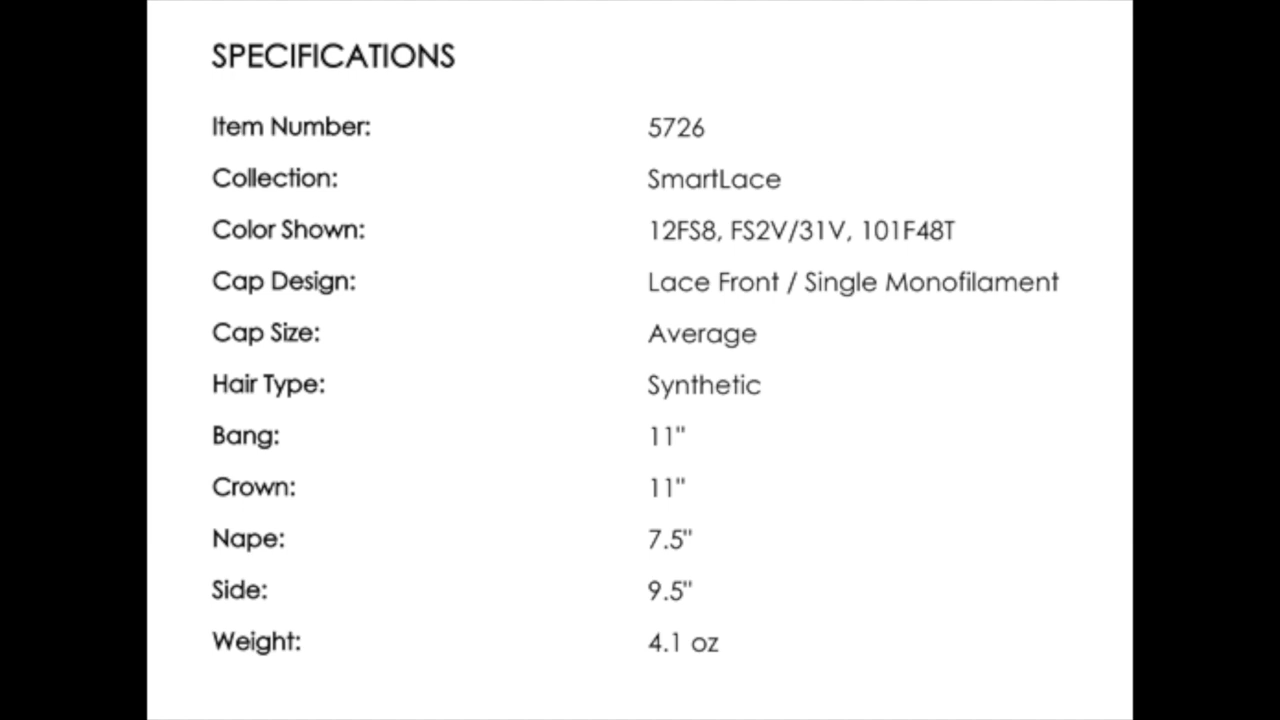 SPECIFICATIONS
Item Number: 5726
Collection: SmartLace
Color Shown: 12FS8, FS2V/31V, 101F48T
Cap Design: Lace Front / Single Monofilament
Cap Size: Average
Hair Type: Synthetic
Bang: 11"
Crown: 11"
Nape: 7.5"
Side: 9.5"
Weight: 4.1 oz